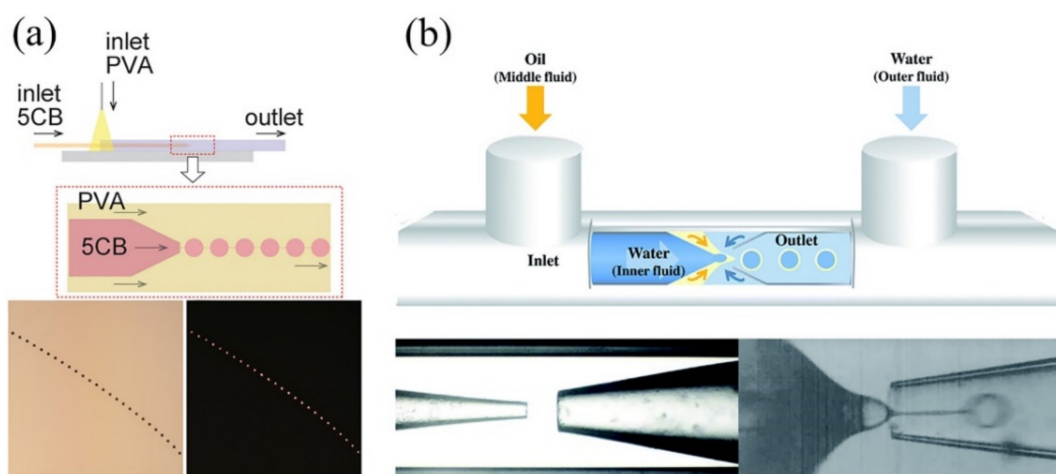 (a)
inlet
PVA
inlet
5CB
outlet
PVA
5CB
(b)
Oil
(Middle fluid)
Water
(Outer fluid)
Inlet
Water
(Inner fluid)
Outlet